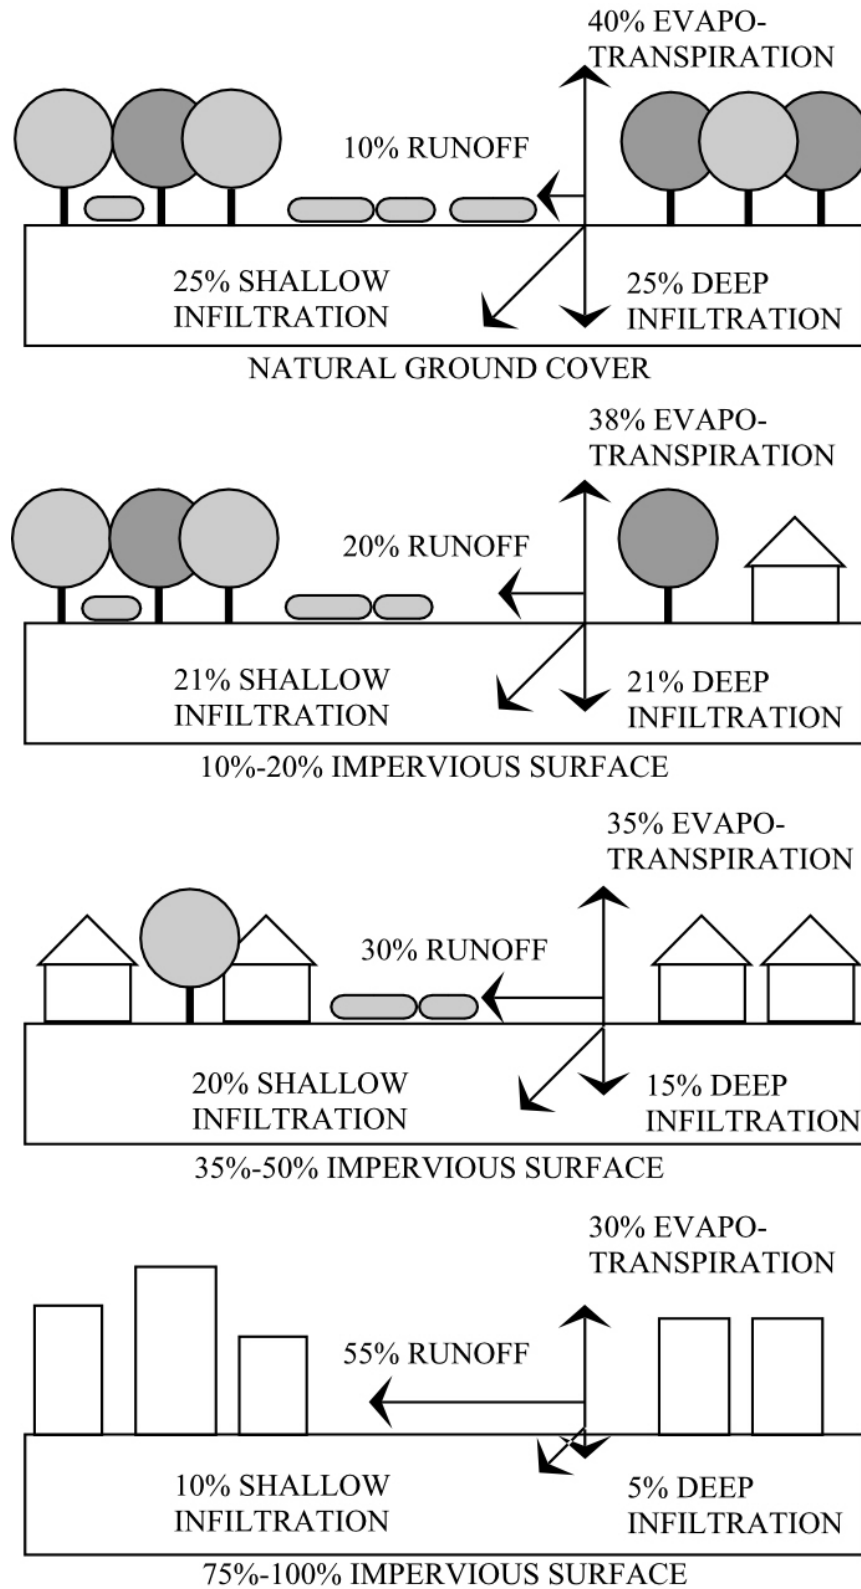 40% EVAPO-
TRANSPIRATION
10% RUNOFF
25% SHALLOW
INFILTRATION
25% DEEP
INFILTRATION
NATURAL GROUND COVER
38% EVAPO-
TRANSPIRATION
20% RUNOFF
21% SHALLOW
INFILTRATION
21% DEEP
INFILTRATION
10%-20% IMPERVIOUS SURFACE
35% EVAPO-
TRANSPIRATION
30% RUNOFF
20% SHALLOW
INFILTRATION
15% DEEP
INFILTRATION
35%-50% IMPERVIOUS SURFACE
30% EVAPO-
TRANSPIRATION
55% RUNOFF
10% SHALLOW
INFILTRATION
5% DEEP
INFILTRATION
75%-100% IMPERVIOUS SURFACE